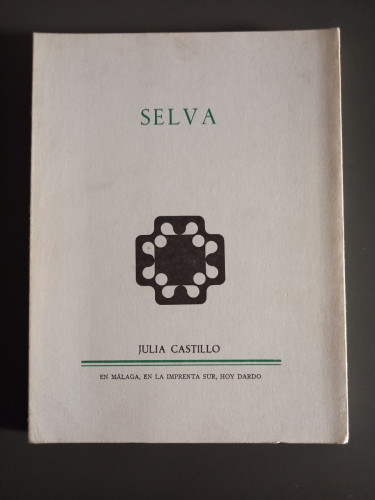 SELVA
JULIA CASTILLO
EN MÁLAGA, EN LA IMPRENTA SUR, HOY DARDO